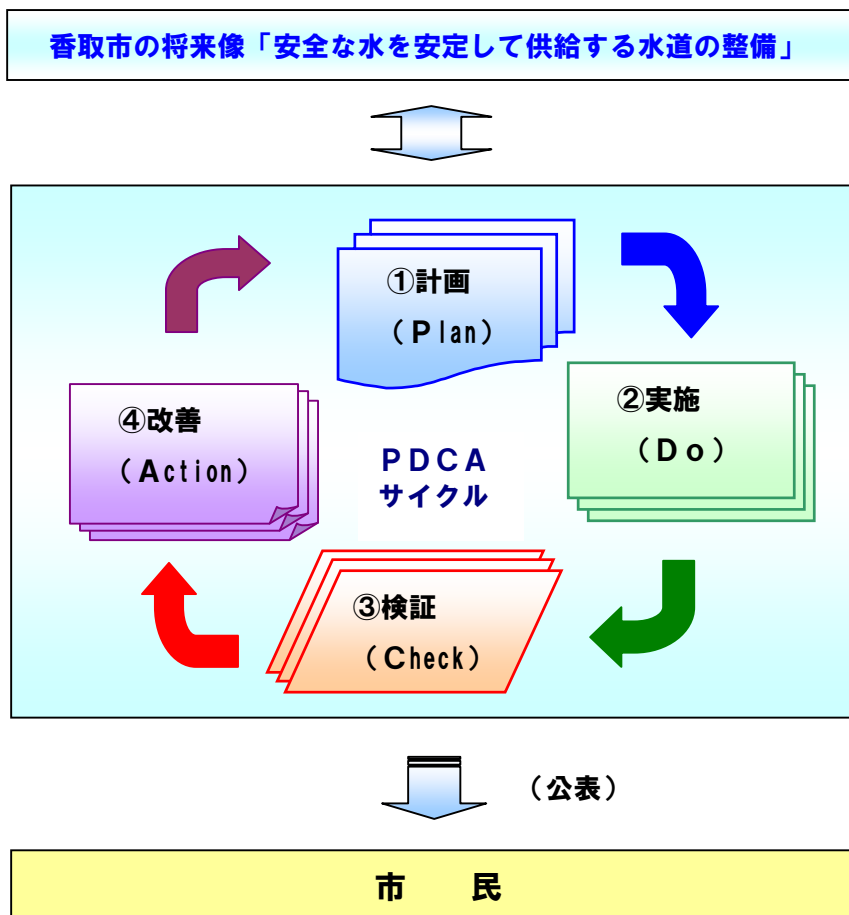 香取市の将来像「安全な水を安定して供給する水道の整備」
①計画
（Plan）
②実施
（Do）
④改善
（Action）
PDCA
サイクル
③検証
（Check）
（公表）
市　民